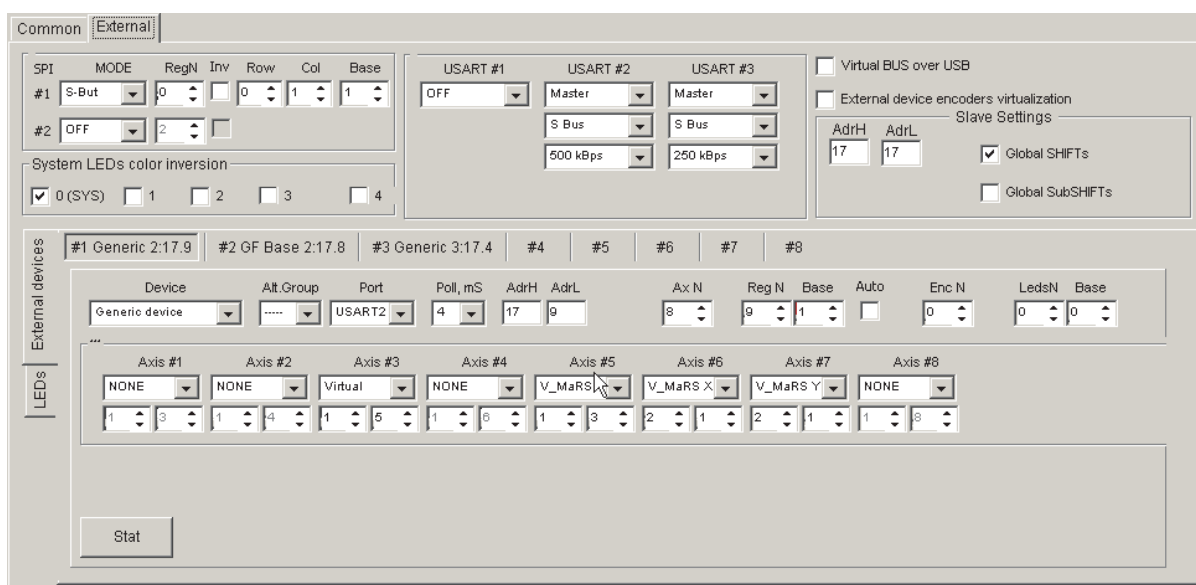 Common External
SPI MODE RegN Inv Row Col Base
#1 S-But 0 0 1 1
#2 OFF 2
System LEDs color inversion
0 (SYS) 1 2 3 4
USART #1 USART #2 USART #3
OFF Master Master
S Bus S Bus
500 kBps 250 kBps
Virtual BUS over USB
External device encoders virtualization
Slave Settings
AdrH AdrL
17 17 Global SHIFTs
Global SubSHIFTs
External devices
LEDs
#1 Generic 2:17.9 #2 GF Base 2:17.8 #3 Generic 3:17.4 #4 #5 #6 #7 #8
Device Alt.Group Port Poll, mS AdrH AdrL Ax N Reg N Base Auto Enc N LedsN Base
Generic device ----- USART2 4 17 9 8 9 1 0 0 0
...
Axis #1 Axis #2 Axis #3 Axis #4 Axis #5 Axis #6 Axis #7 Axis #8
NONE NONE Virtual NONE V_MaRS V_MaRS X V_MaRS Y NONE
1 3 1 4 1 5 1 6 1 3 2 1 2 1 1 8
Stat